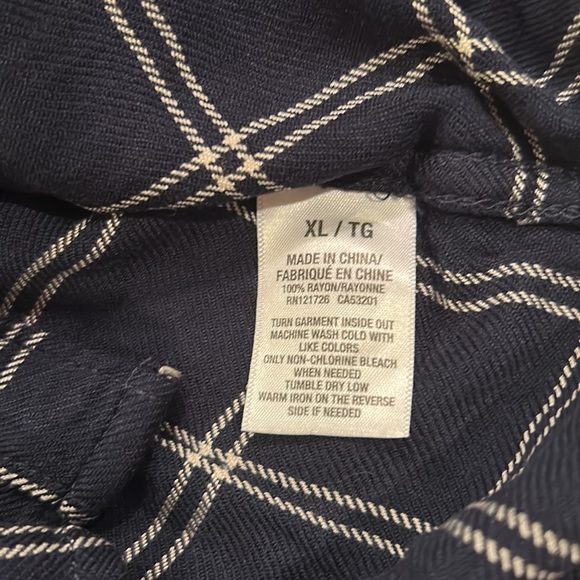 XL / TG
MADE IN CHINA/
FABRIQUÉ EN CHINE
100% RAYON/RAYONNE
RN121726 CA53201
TURN GARMENT INSIDE OUT
MACHINE WASH COLD WITH
LIKE COLORS
ONLY NON-CHLORINE BLEACH
WHEN NEEDED
TUMBLE DRY LOW
WARM IRON ON THE REVERSE
SIDE IF NEEDED